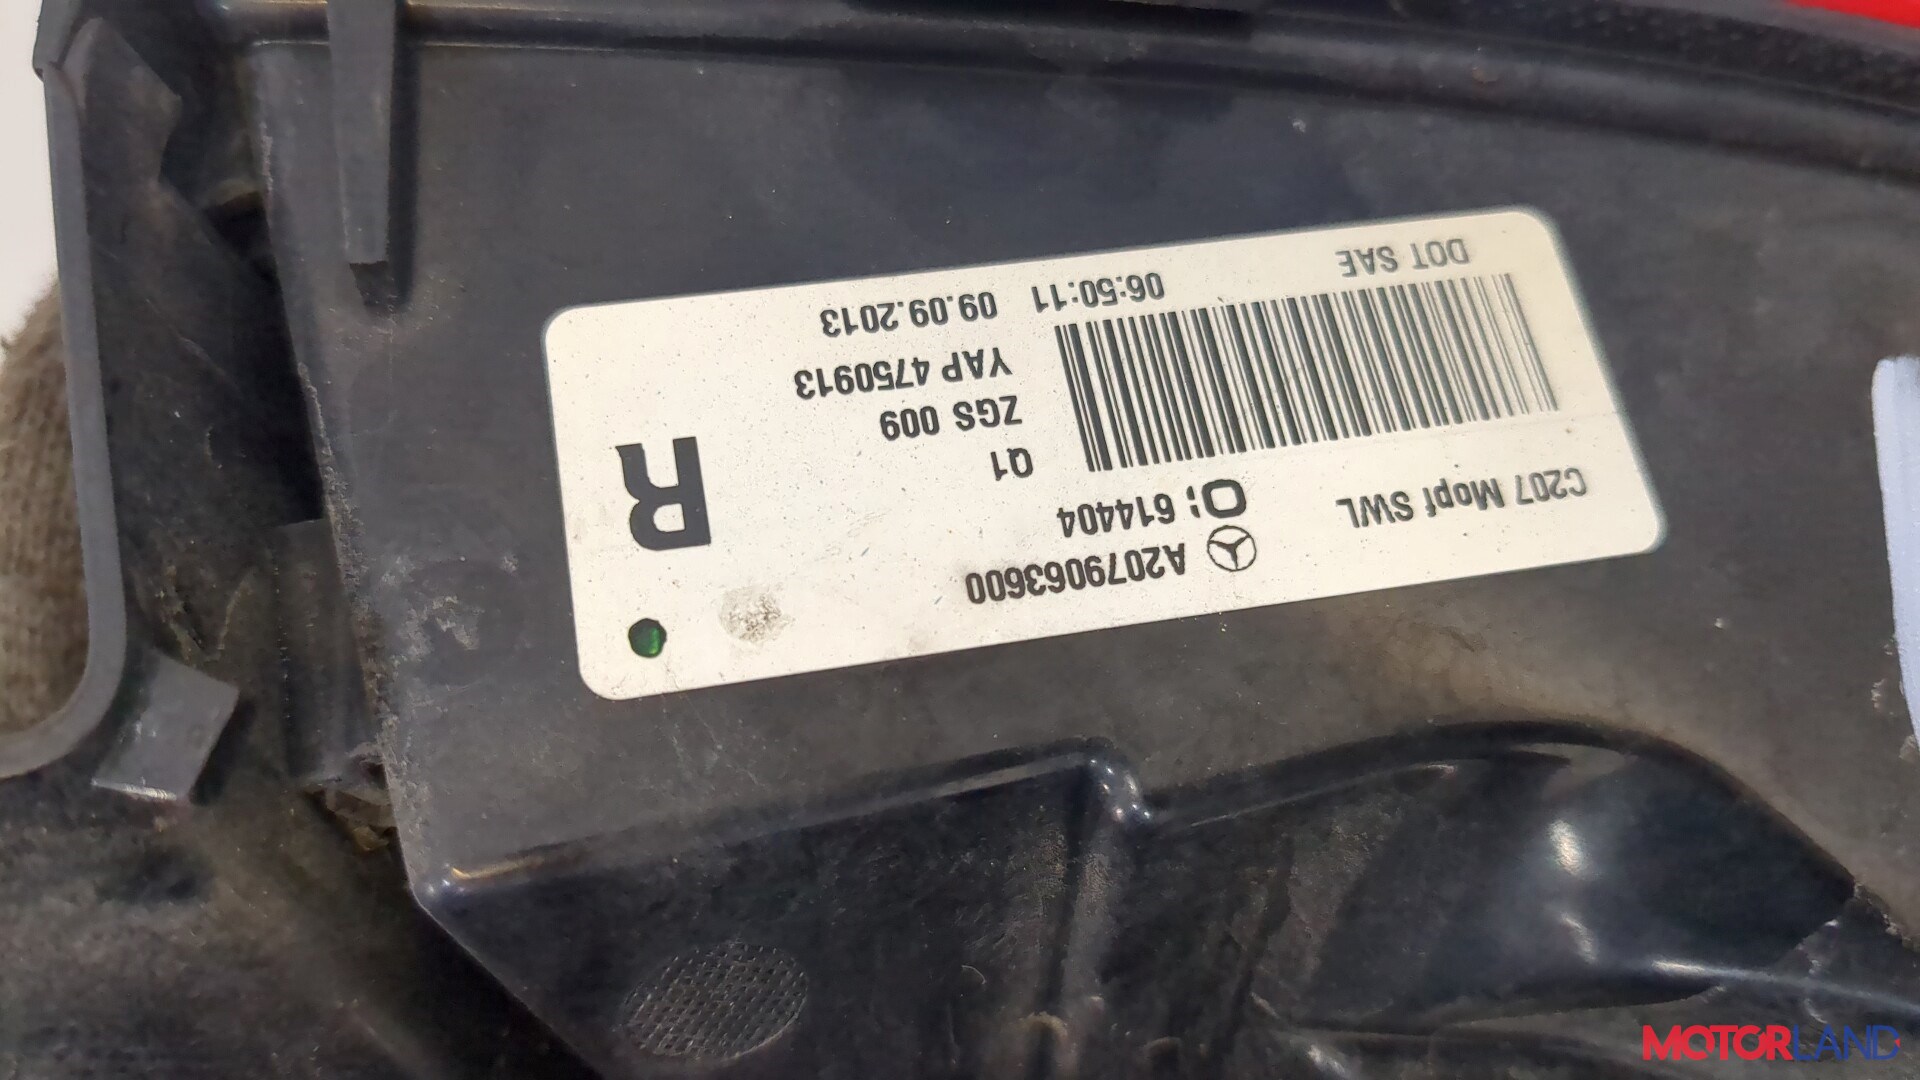 A2079063600
C207 Mopf SWL
614404
Q1
ZGS 009
YAP 4750913
09.09.2013 06:50:11
DOT SAE
R
MOTORLAND